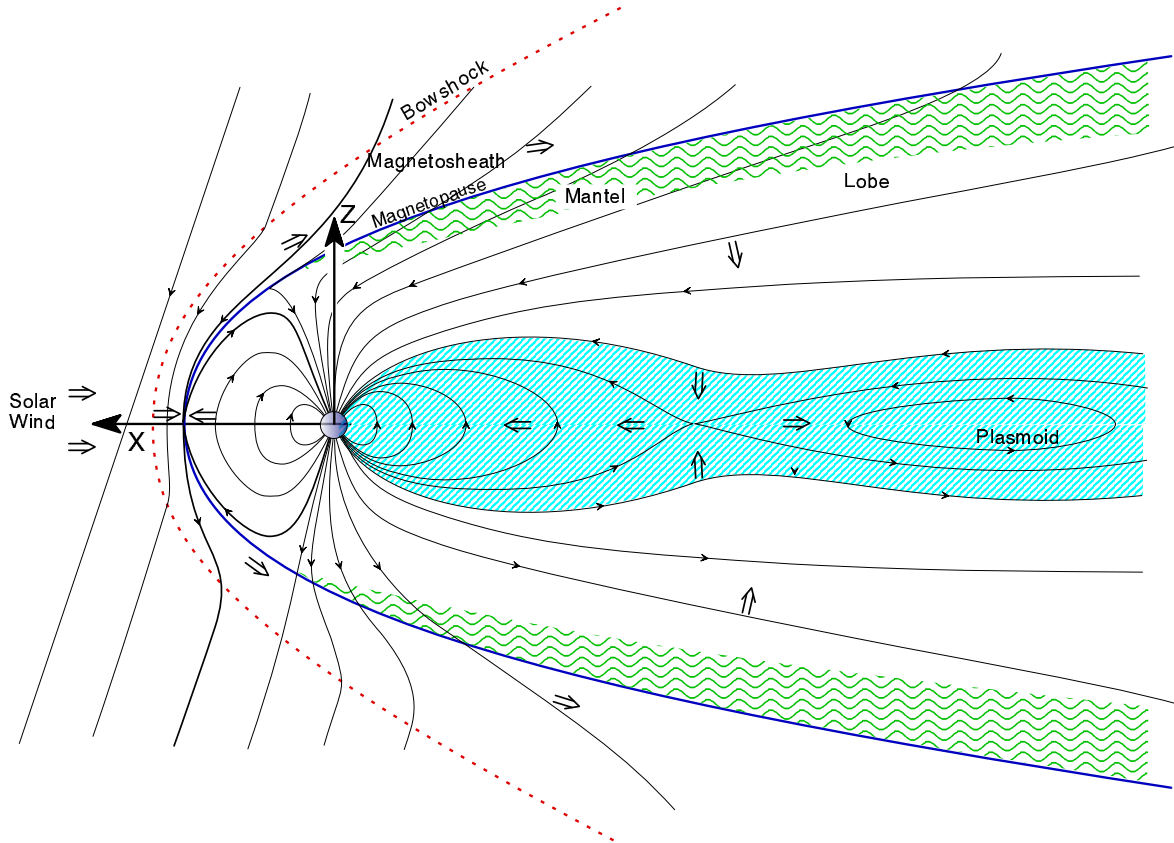 Bowshock
Magnetosheath
Magnetopause
Z
Mantel
Lobe
Solar
Wind
X
Plasmoid